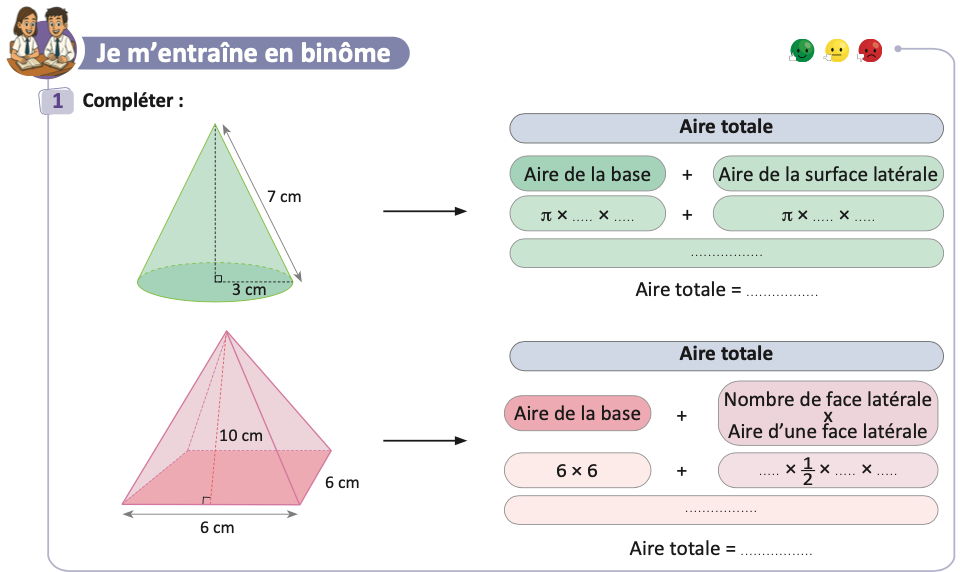 Je m'entraîne en binôme
1 Compléter :
7 cm
3 cm
Aire totale
Aire de la base + Aire de la surface latérale
π × ..... × ..... + π × ..... × .....
.................
Aire totale = .................
10 cm
6 cm
6 cm
Aire totale
Aire de la base + Nombre de face latérale
x
Aire d'une face latérale
6 × 6 + ..... × 1/2 × ..... × .....
.................
Aire totale = .................